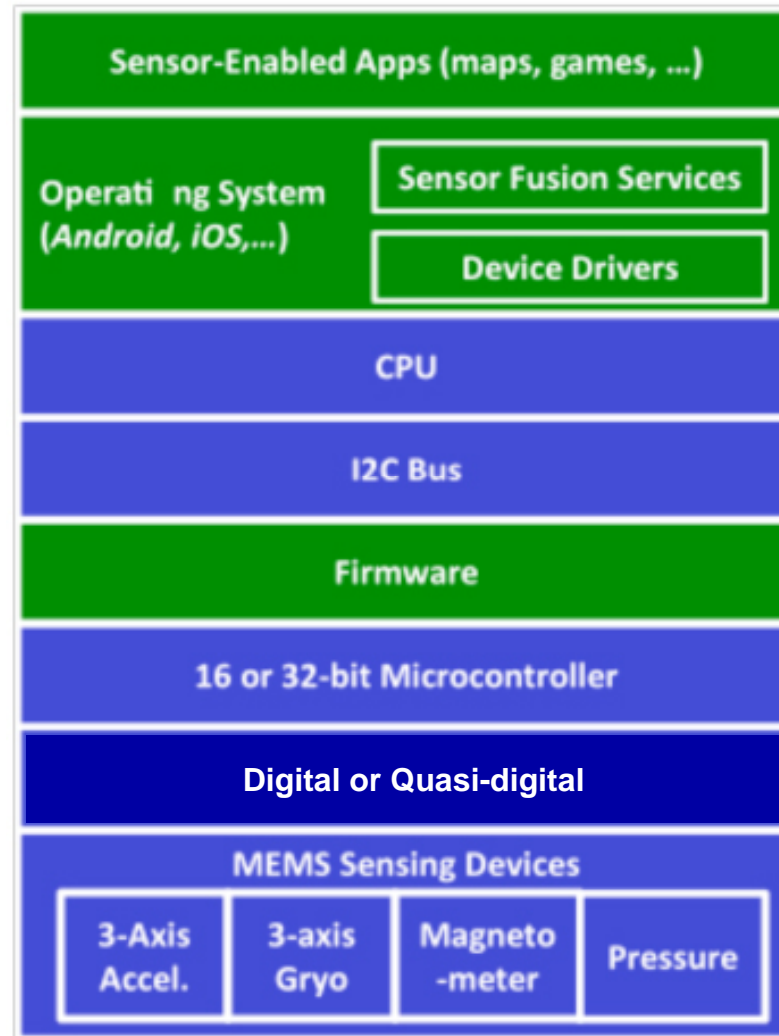 Sensor-Enabled Apps (maps, games, ...)
Operati ng System
(Android, iOS,...)
Sensor Fusion Services
Device Drivers
CPU
I2C Bus
Firmware
16 or 32-bit Microcontroller
Digital or Quasi-digital
MEMS Sensing Devices
3-Axis
Accel.
3-axis
Gryo
Magneto
-meter
Pressure